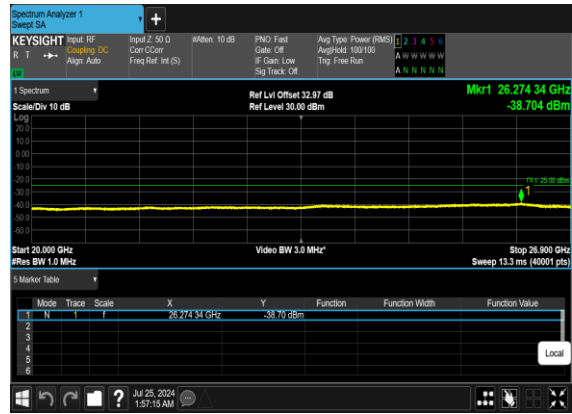 Spectrum Analyzer 1
Swept SA
+
KEYSIGHT Input: RF Input Z: 50 Ω #Atten: 10 dB PNO: Fast Avg Type: Power (RMS) 1 2 3 4 5 6
R T Coupling: DC Corr CCorr Gate: Off Avg|Hold: 100/100 A W W W W W
Align: Auto Freq Ref: Int (S) IF Gain: Low Trig: Free Run
Sig Track: Off A N N N N N
1 Spectrum Ref Lvl Offset 32.97 dB Mkr1 26.274 34 GHz
Scale/Div 10 dB Ref Level 30.00 dBm -38.704 dBm
Log
20.0
10.0
0.00
-10.0
-20.0
DL1 -25.00 dBm
-30.0 1
-40.0
-50.0
-60.0
Start 20.000 GHz Video BW 3.0 MHz* Stop 26.900 GHz
#Res BW 1.0 MHz Sweep 13.3 ms (40001 pts)
5 Marker Table
Mode Trace Scale X Y Function Function Width Function Value
1 N 1 f 26.274 34 GHz -38.70 dBm
2
3
4
5
6
Local
? Jul 25, 2024
1:57:15 AM